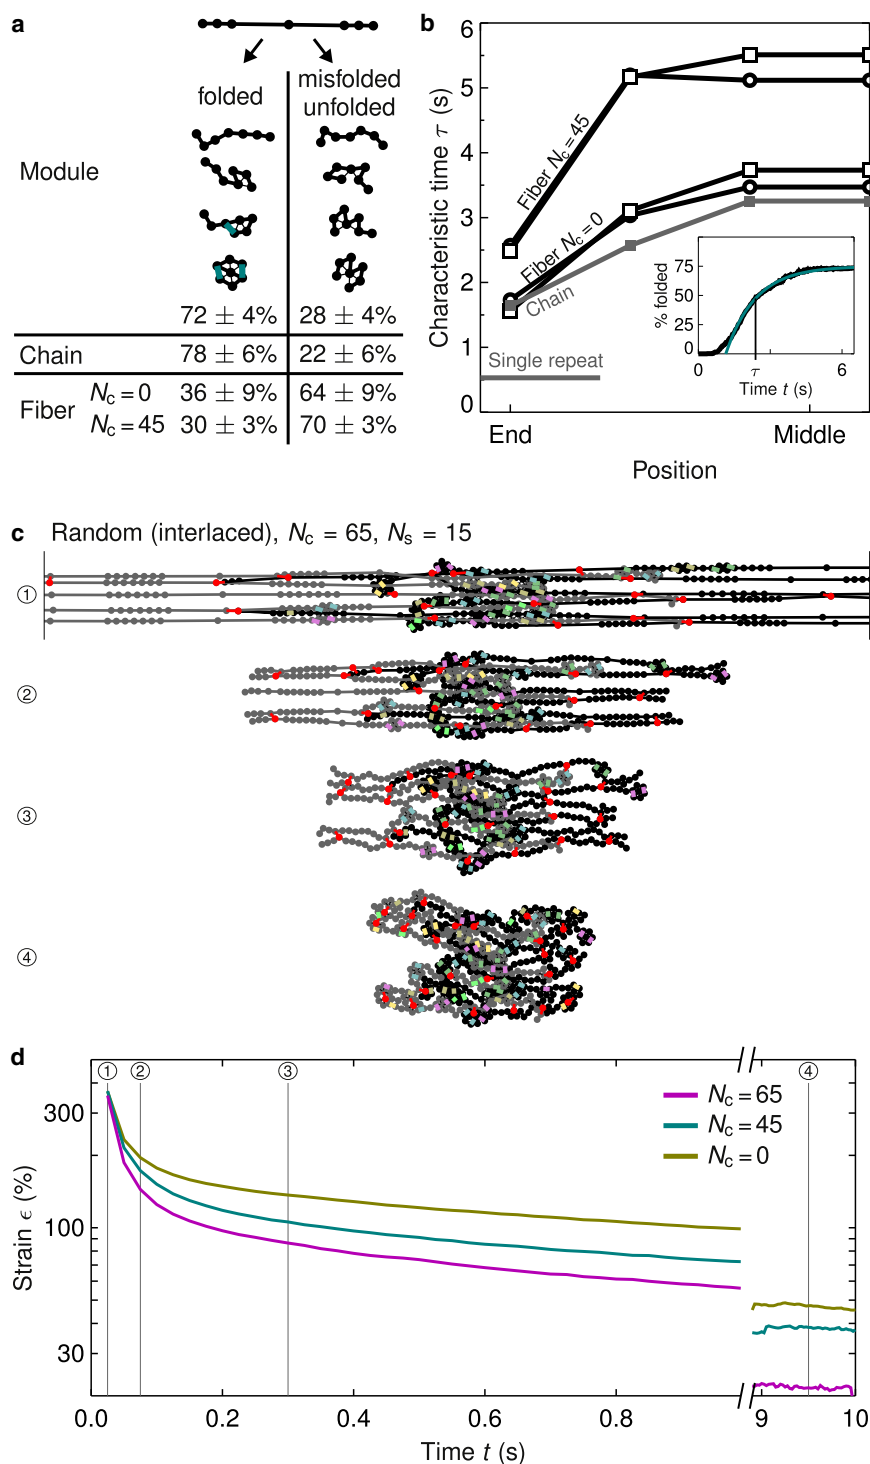 a
folded
misfolded
unfolded
Module
72 ± 4% 28 ± 4%
Chain 78 ± 6% 22 ± 6%
Fiber
Nc = 0 36 ± 9% 64 ± 9%
Nc = 45 30 ± 3% 70 ± 3%
b
Characteristic time τ (s)
6
5
4
3
2
1
0
Fiber Nc = 45
Fiber Nc = 0
Chain
Single repeat
% folded
75
50
25
0
0 τ 6
Time t (s)
End Middle
Position
c Random (interlaced), Nc = 65, Ns = 15
①
②
③
④
d
① ② ③ ④
Strain ϵ (%)
300
100
30
Nc = 65
Nc = 45
Nc = 0
0.0 0.2 0.4 0.6 0.8 9 10
Time t (s)